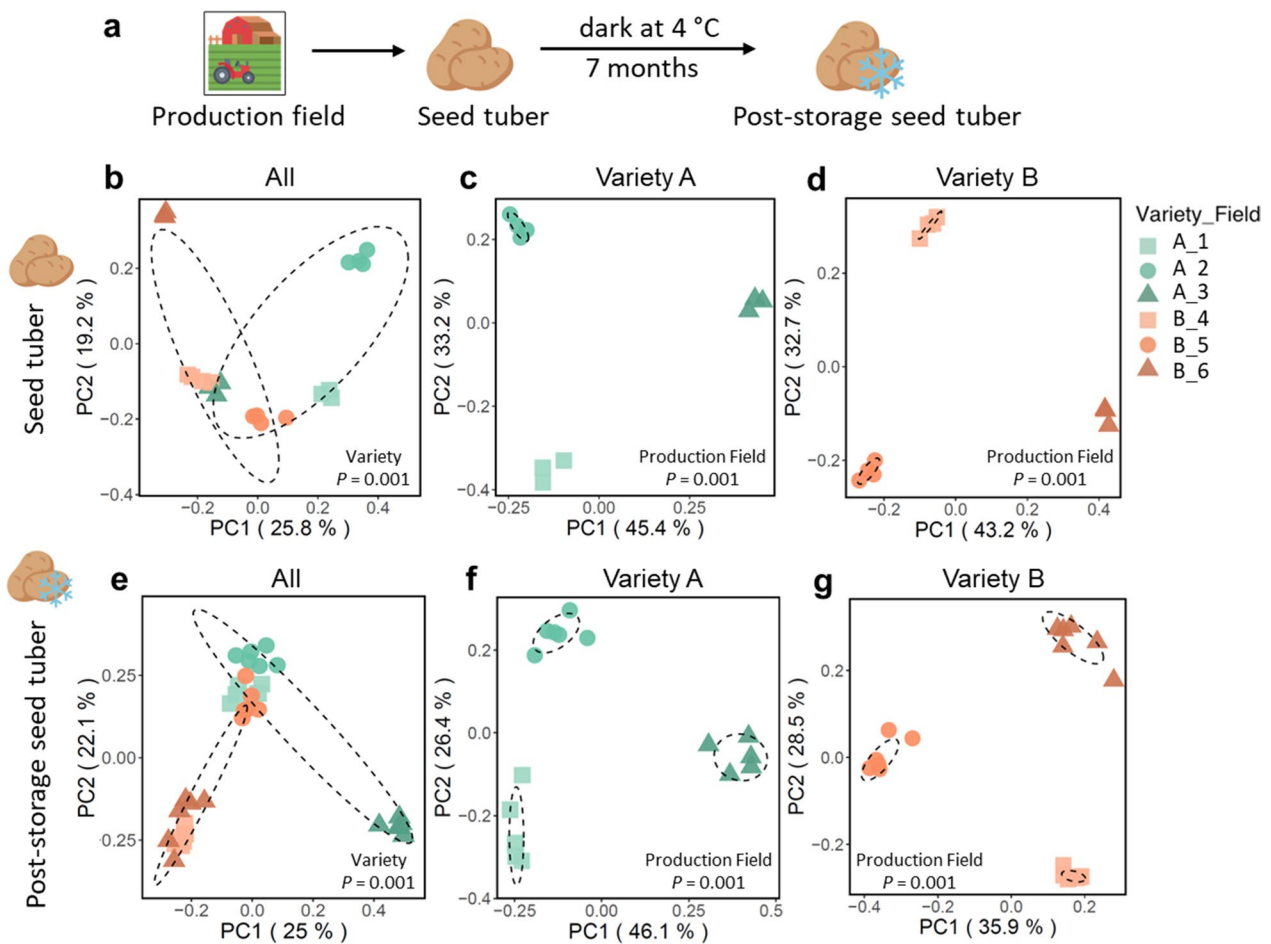 a
dark at 4 °C
7 months
Production field
Seed tuber
Post-storage seed tuber
b
All
c
Variety A
d
Variety B
Seed tuber
PC2 ( 19.2 % )
0.2
0.0
−0.2
−0.4
−0.2
0.0
0.2
0.4
PC1 ( 25.8 % )
Variety
P = 0.001
PC2 ( 33.2 % )
0.2
0.0
−0.2
−0.4
−0.25
0.00
0.25
PC1 ( 45.4 % )
Production Field
P = 0.001
PC2 ( 32.7 % )
0.2
0.0
−0.2
−0.2
0.0
0.2
0.4
PC1 ( 43.2 % )
Production Field
P = 0.001
Variety_Field
A_1
A_2
A_3
B_4
B_5
B_6
e
All
f
Variety A
g
Variety B
Post-storage seed tuber
PC2 ( 22.1 % )
0.25
0.00
0.25
−0.2
0.0
0.2
0.4
PC1 ( 25 % )
Variety
P = 0.001
PC2 ( 26.4 % )
0.2
0.0
−0.2
−0.4
−0.25
0.00
0.25
0.5
PC1 ( 46.1 % )
Production Field
P = 0.001
PC2 ( 28.5 % )
0.2
0.0
−0.2
−0.4
−0.2
0.0
0.2
PC1 ( 35.9 % )
Production Field
P = 0.001